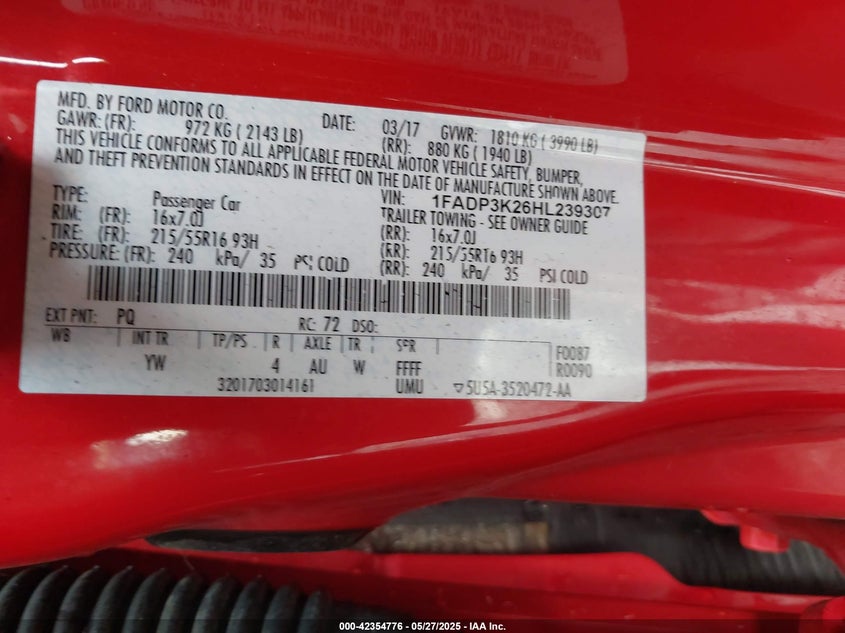 MFD. BY FORD MOTOR CO. DATE: 03/17 GVWR: 1810 KG ( 3990 LB)
GAWR: (FR): 972 KG ( 2143 LB) (RR): 880 KG ( 1940 LB)
THIS VEHICLE CONFORMS TO ALL APPLICABLE FEDERAL MOTOR VEHICLE SAFETY, BUMPER,
AND THEFT PREVENTION STANDARDS IN EFFECT ON THE DATE OF MANUFACTURE SHOWN ABOVE.
VIN: 1FADP3K26HL239307
TYPE: Passenger Car TRAILER TOWING - SEE OWNER GUIDE
RIM: (FR): 16x7.0J (RR): 16x7.0J
TIRE: (FR): 215/55R16 93H (RR): 215/55R16 93H
PRESSURE: (FR): 240 kPa/ 35 PSI COLD (RR): 240 kPa/ 35 PSI COLD
EXT PNT: PQ RC: 72 DSO:
WB INT TR TP/PS R AXLE TR SPR F0087
YW 4 AU W FFFF R0090
3201703014161 UMU 5U5A-3520472-AA
000-42354776 - 05/27/2025 - IAA Inc.